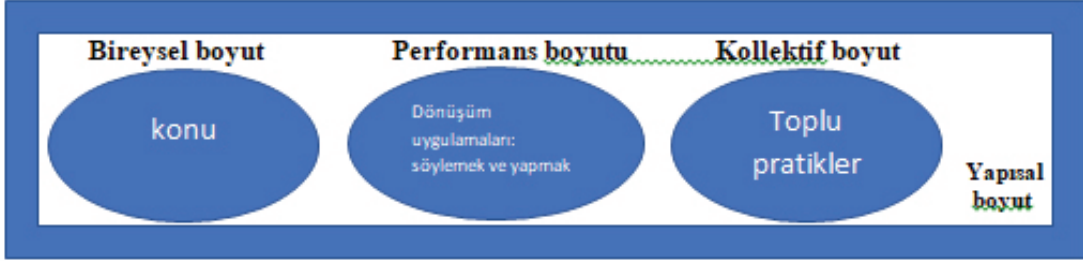 Bireysel boyut
Performans boyutu
Kollektif boyut
konu
Dönüşüm
uygulamaları:
söylemek ve yapmak
Toplu
pratikler
Yapısal
boyut